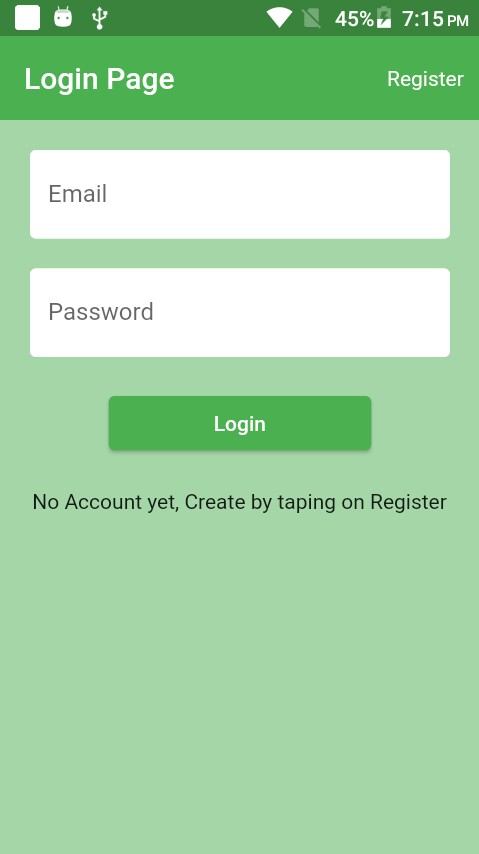 45% 7:15 PM
Login Page Register
Email
Password
Login
No Account yet, Create by taping on Register